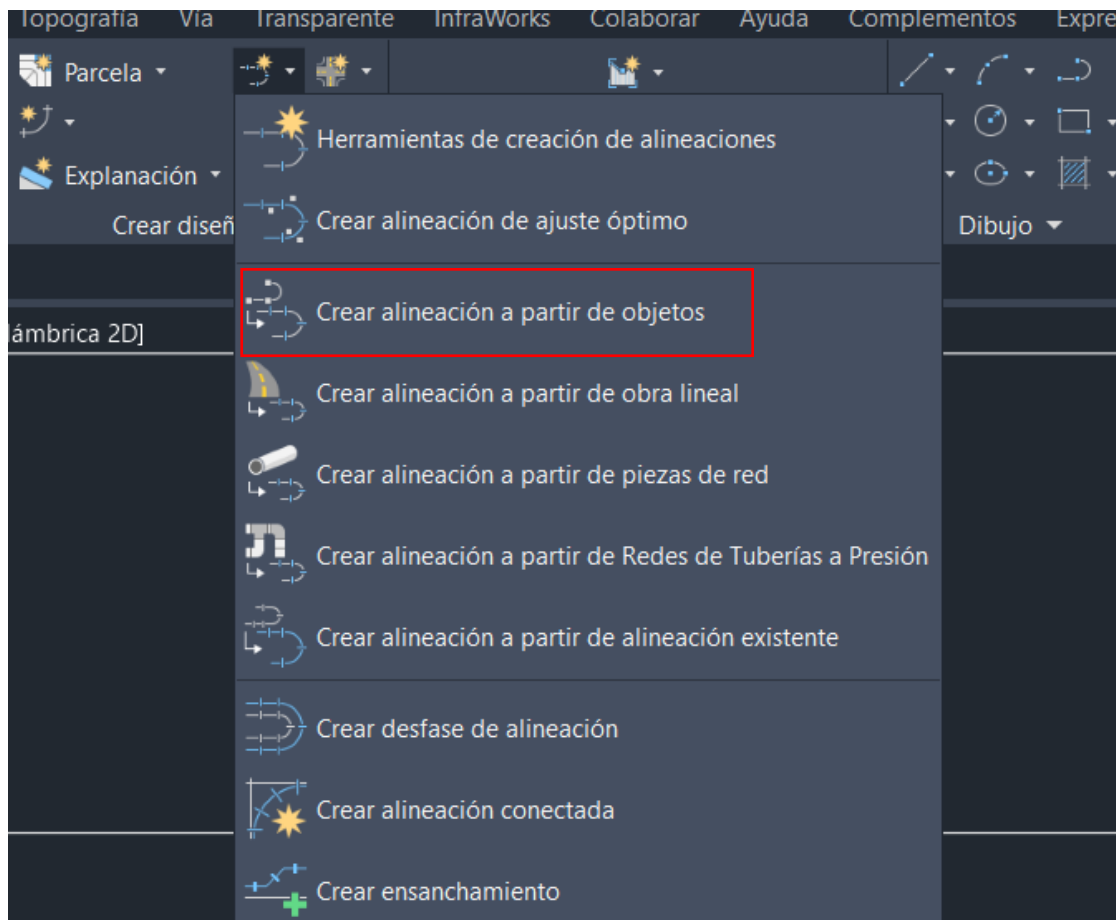 Topografía Vía Transparente InfraWorks Colaborar Ayuda Complementos Expre
Parcela
Explanación
Crear diseñ
Dibujo
lámbrica 2D]
Herramientas de creación de alineaciones
Crear alineación de ajuste óptimo
Crear alineación a partir de objetos
Crear alineación a partir de obra lineal
Crear alineación a partir de piezas de red
Crear alineación a partir de Redes de Tuberías a Presión
Crear alineación a partir de alineación existente
Crear desfase de alineación
Crear alineación conectada
Crear ensanchamiento